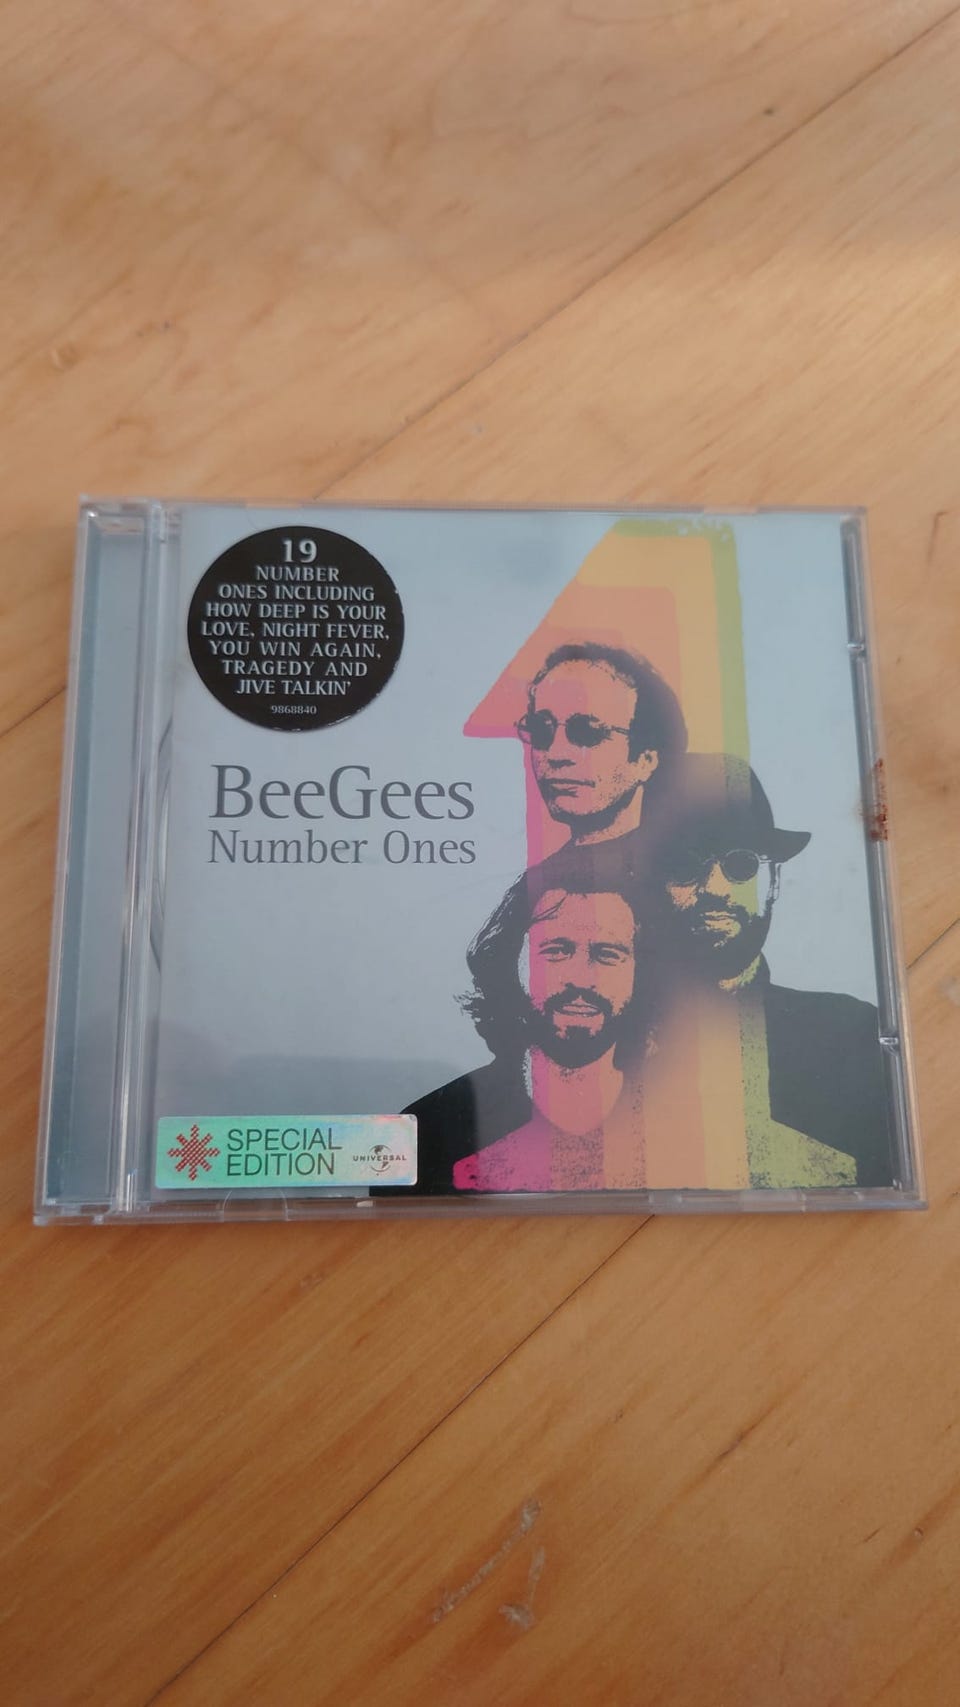 19
NUMBER
ONES INCLUDING
HOW DEEP IS YOUR
LOVE, NIGHT FEVER,
YOU WIN AGAIN,
TRAGEDY AND
JIVE TALKIN'
9868840
BeeGees
Number Ones
SPECIAL
EDITION
UNIVERSAL